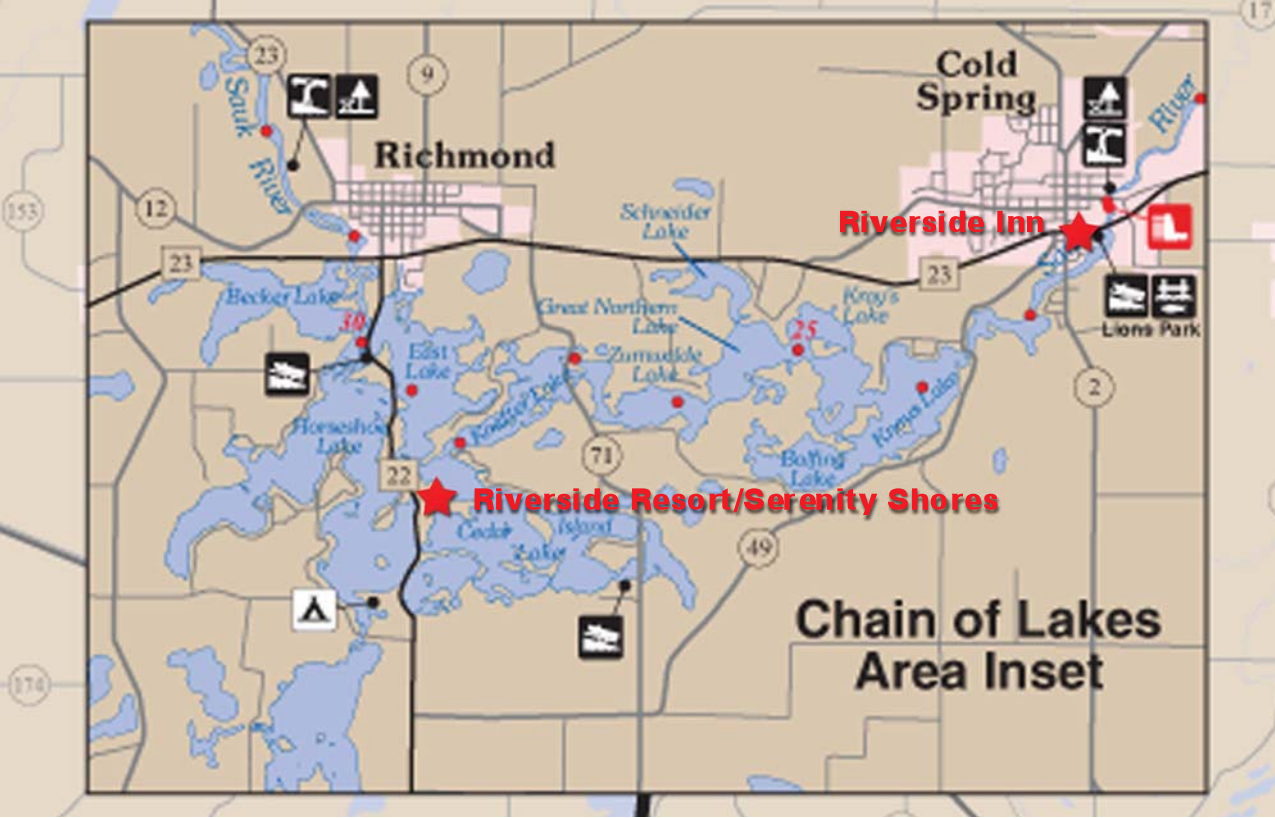 17
23
9
Cold
Spring
Sauk
River
River
Richmond
153
12
Schneider
Lake
Riverside Inn
23
23
Becker Lake
Great Northern
Lake
Krays
Lake
30
25
Lions Park
East
Lake
Zumwalde
Lake
2
Horseshoe
Lake
Knaus Lake
71
Bolfing
Lake
22
Riverside Resort/Serenity Shores
Cedar
Island
Lake
49
Chain of Lakes
Area Inset
174